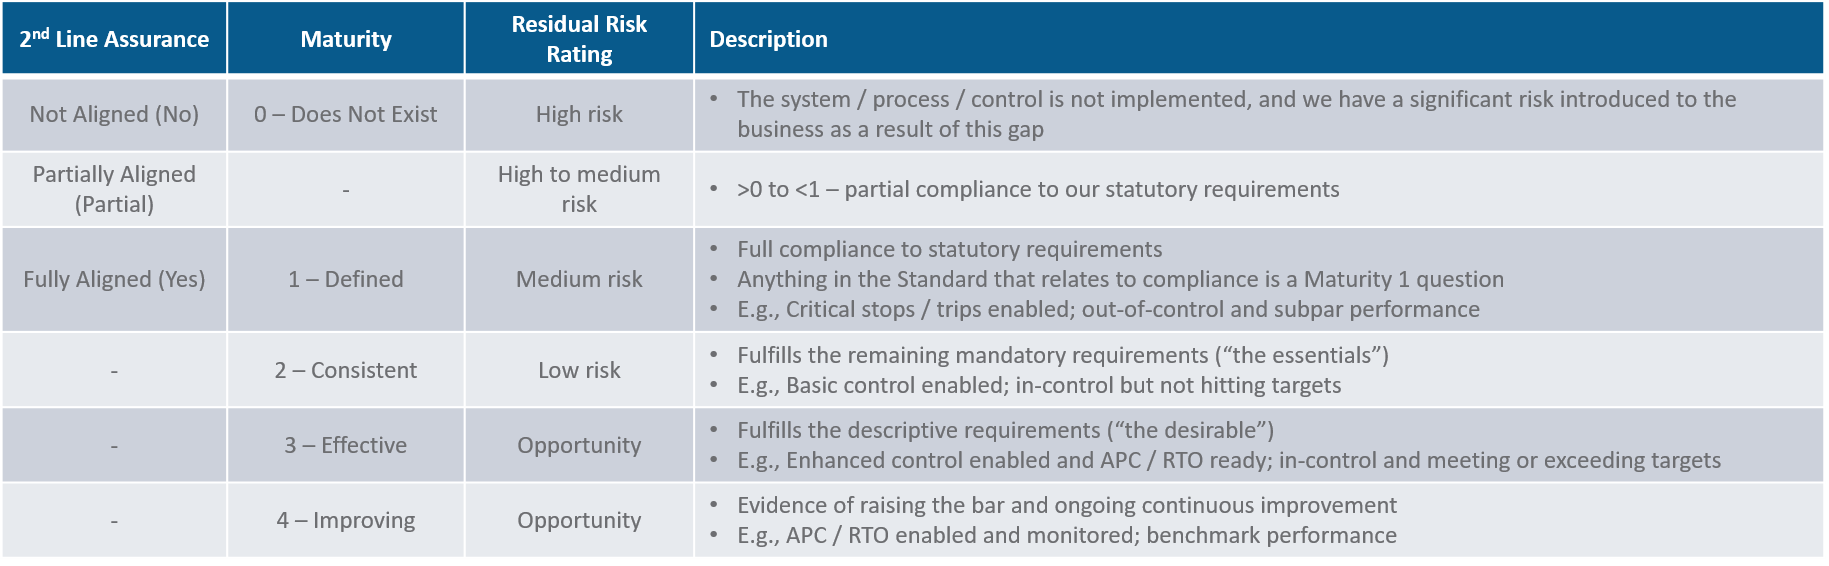 2nd Line Assurance
Maturity
Residual Risk
Rating
Description
Not Aligned (No)
0 – Does Not Exist
High risk
• The system / process / control is not implemented, and we have a significant risk introduced to the
business as a result of this gap
Partially Aligned
(Partial)
-
High to medium
risk
• >0 to <1 – partial compliance to our statutory requirements
Fully Aligned (Yes)
1 – Defined
Medium risk
• Full compliance to statutory requirements
• Anything in the Standard that relates to compliance is a Maturity 1 question
• E.g., Critical stops / trips enabled; out-of-control and subpar performance
-
2 – Consistent
Low risk
• Fulfills the remaining mandatory requirements (“the essentials”)
• E.g., Basic control enabled; in-control but not hitting targets
-
3 – Effective
Opportunity
• Fulfills the descriptive requirements (“the desirable”)
• E.g., Enhanced control enabled and APC / RTO ready; in-control and meeting or exceeding targets
-
4 – Improving
Opportunity
• Evidence of raising the bar and ongoing continuous improvement
• E.g., APC / RTO enabled and monitored; benchmark performance